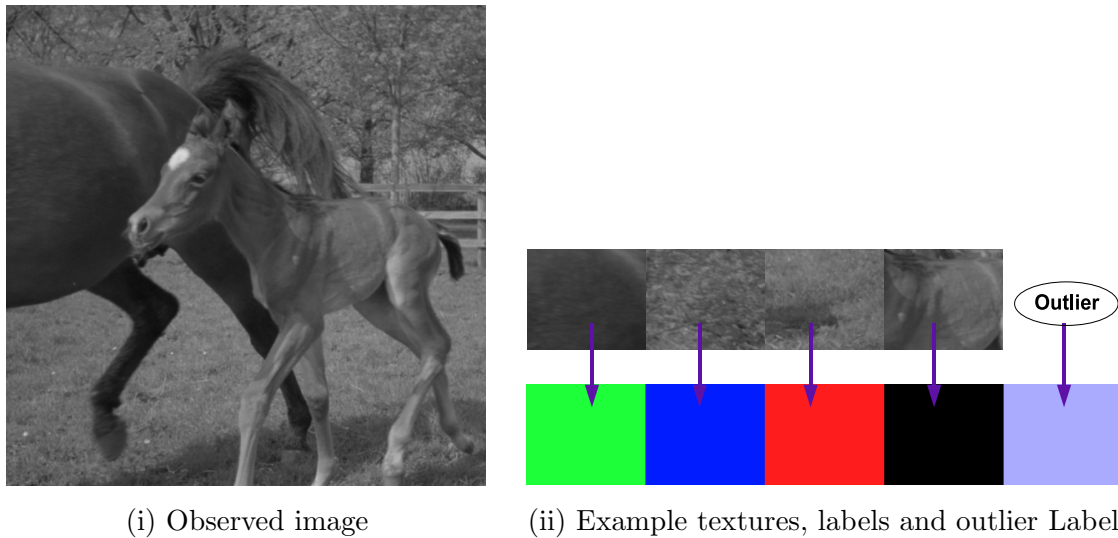 Outlier
(i) Observed image
(ii) Example textures, labels and outlier Label